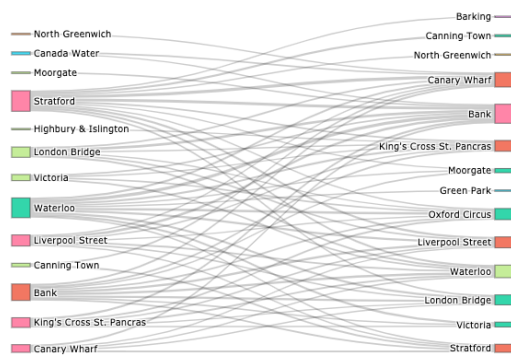 North Greenwich
Canada Water
Moorgate
Stratford
Highbury & Islington
London Bridge
Victoria
Waterloo
Liverpool Street
Canning Town
Bank
King's Cross St. Pancras
Canary Wharf
Barking
Canning Town
North Greenwich
Canary Wharf
Bank
King's Cross St. Pancras
Moorgate
Green Park
Oxford Circus
Liverpool Street
Waterloo
London Bridge
Victoria
Stratford